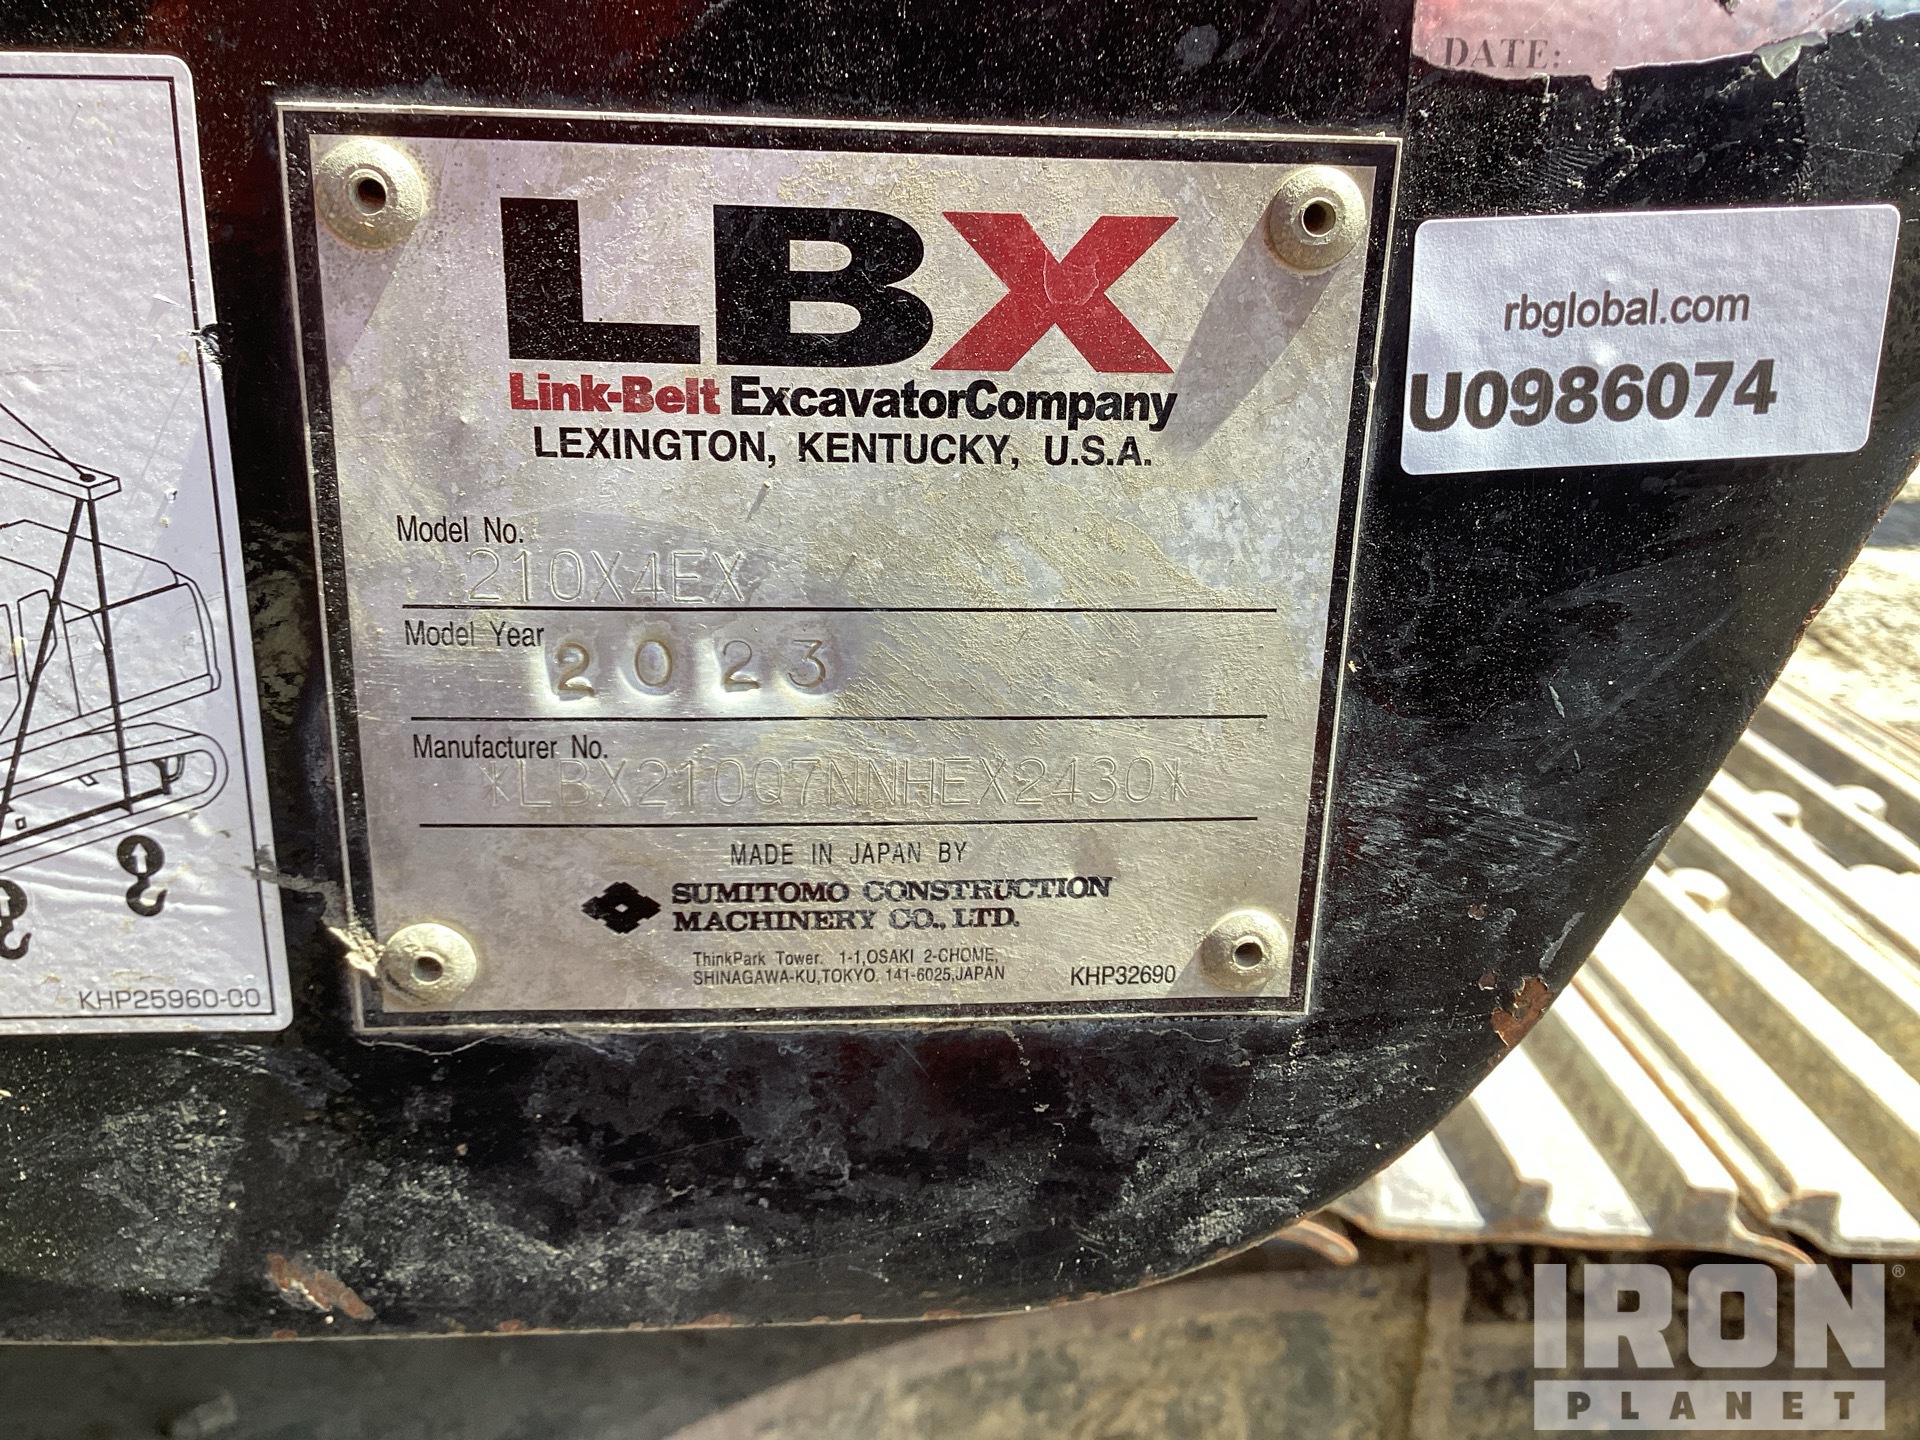 DATE:
LBX
Link-Belt ExcavatorCompany
LEXINGTON, KENTUCKY, U.S.A.
Model No.
210X4EX
Model Year
2023
Manufacturer No.
*LBX210Q7NNHEX2430*
MADE IN JAPAN BY
SUMITOMO CONSTRUCTION
MACHINERY CO., LTD.
ThinkPark Tower. 1-1,OSAKI 2-CHOME,
SHINAGAWA-KU,TOKYO. 141-6025,JAPAN
KHP32690
rbglobal.com
U0986074
KHP25960-00
IRON
PLANET
®